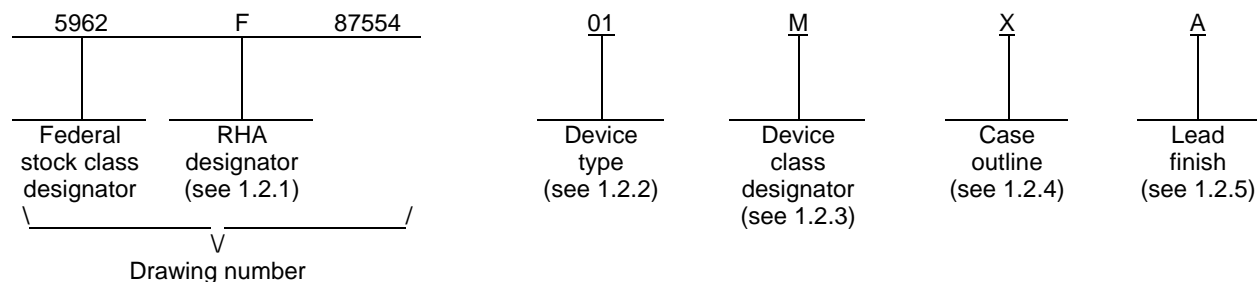 5962 F 87554 01 M X A
Federal RHA Device Device Case Lead
stock class designator type class outline finish
designator (see 1.2.1) (see 1.2.2) designator (see 1.2.4) (see 1.2.5)
(see 1.2.3)
\ /
\/
Drawing number